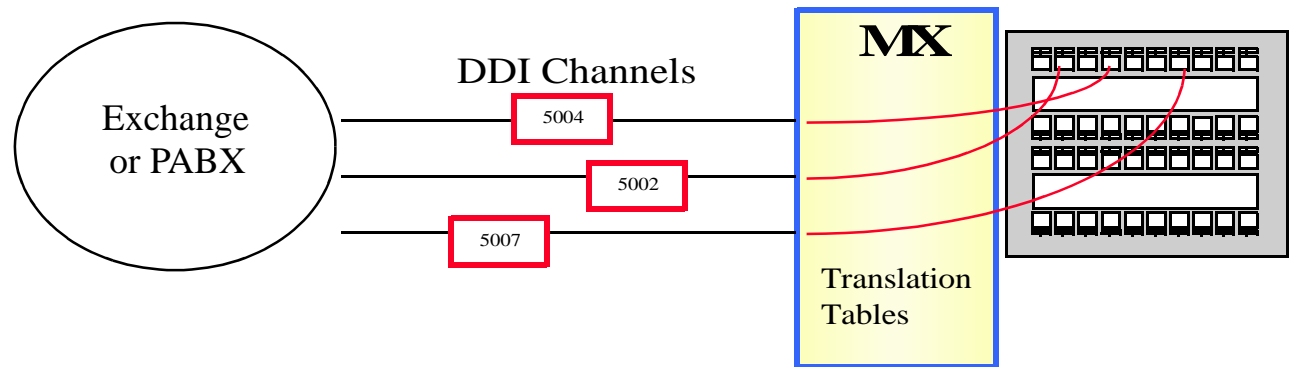 Exchange
or PABX
DDI Channels
5004
5002
5007
MX
Translation
Tables